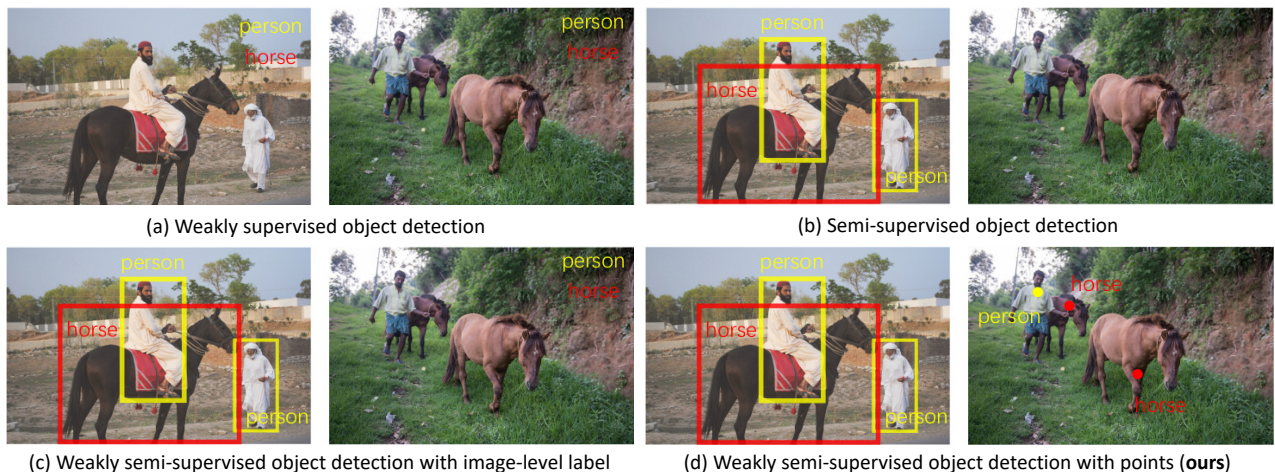 person
horse
person
horse
horse
person
(a) Weakly supervised object detection
(b) Semi-supervised object detection
person
person
person
horse
horse
horse
horse
person
person
person
horse
(c) Weakly semi-supervised object detection with image-level label
(d) Weakly semi-supervised object detection with points (ours)